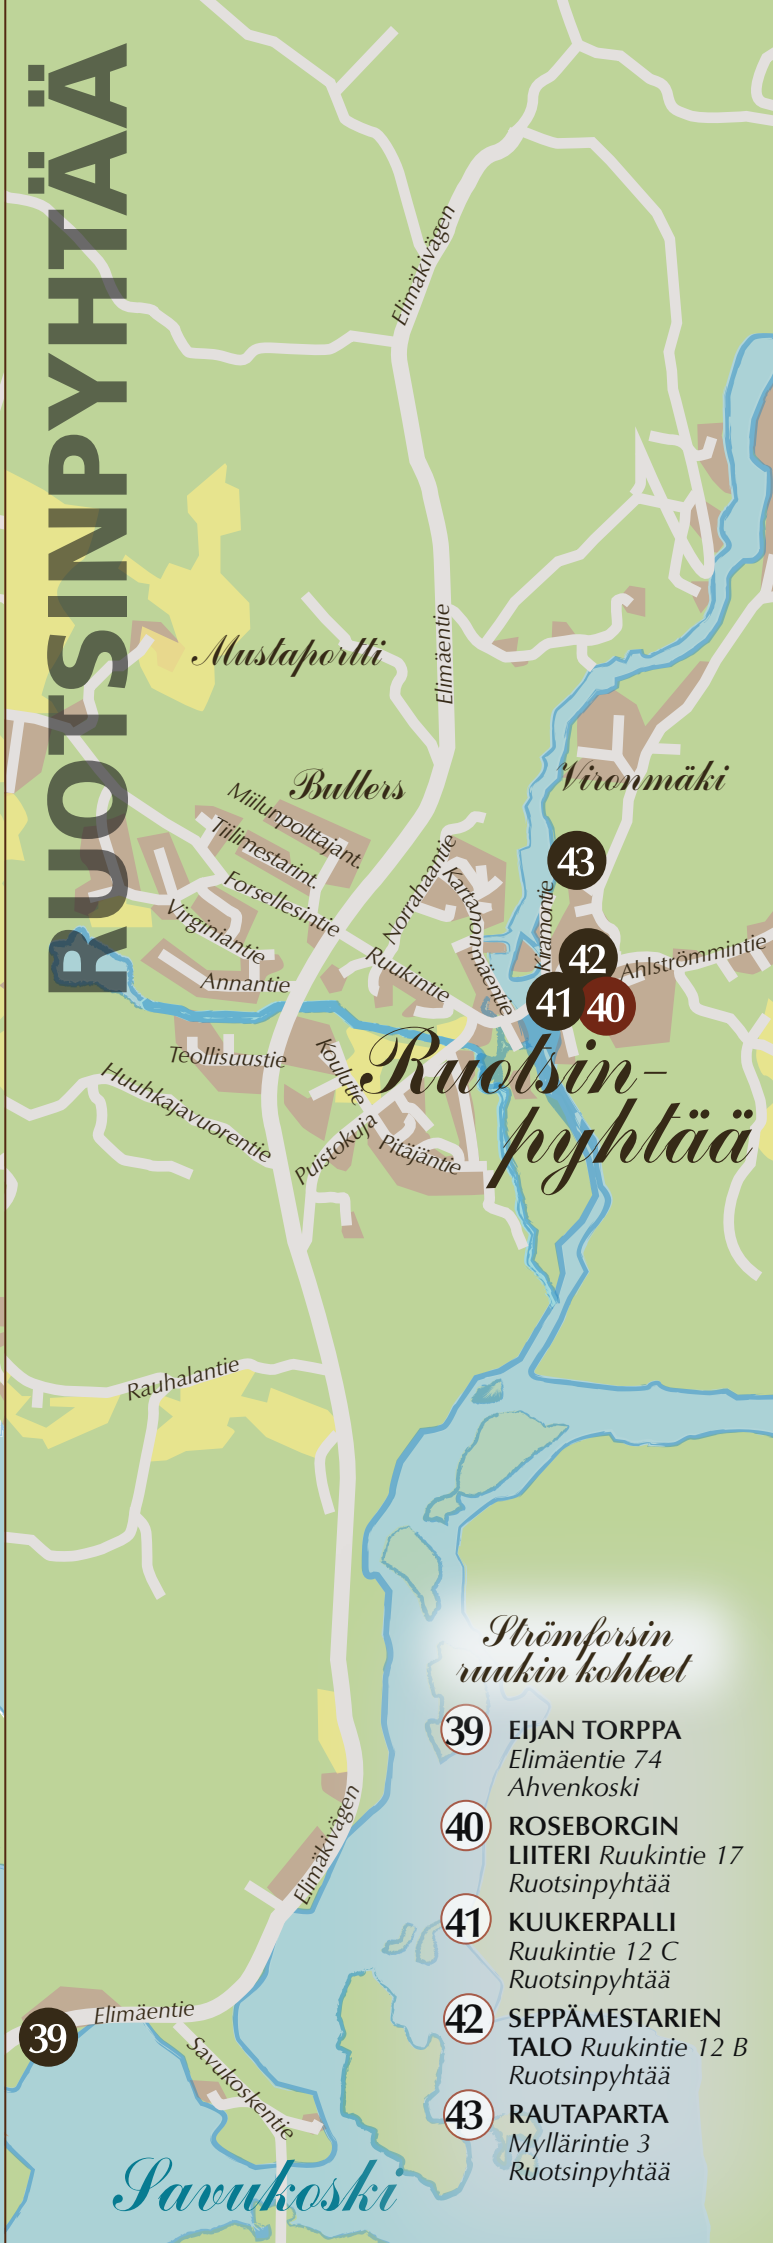 RUOTSINPYHTÄÄ
Elimäkivägen
Elimäentie
Mustaportti
Bullers
Vironmäki
Miilunpolttajant.
Tiilimestarint.
Forsellesintie
Norrahaantie
Kartanonuomäentie
Kiramontie
43
42
Ahlströmmintie
41
40
Virginiantie
Ruukintie
Annantie
Teollisuustie
Koulutie
Ruotsin-
pyhtää
Huuhkajavuorentie
Puistokuja
Pitäjäntie
Rauhalantie
Elimäkivägen
Elimäentie
39
Savukoskentie
Savukoski
Strömforsin
ruukin kohteet
39 EIJAN TORPPA
Elimäentie 74
Ahvenkoski
40 ROSEBORGIN
LIITERI Ruukintie 17
Ruotsinpyhtää
41 KUUKERPALLI
Ruukintie 12 C
Ruotsinpyhtää
42 SEPPÄMESTARIEN
TALO Ruukintie 12 B
Ruotsinpyhtää
43 RAUTAPARTA
Myllärintie 3
Ruotsinpyhtää